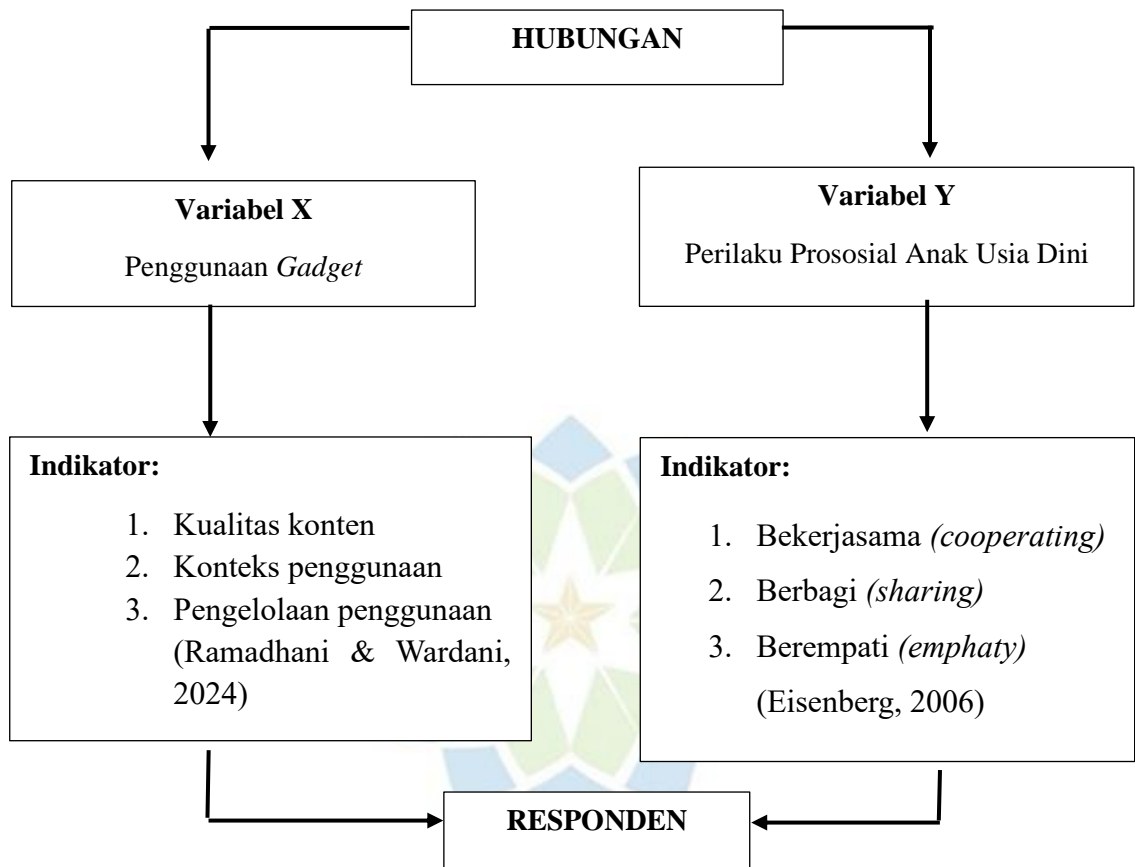 HUBUNGAN
Variabel X
Penggunaan Gadget
Variabel Y
Perilaku Prososial Anak Usia Dini
Indikator:
1. Kualitas konten
2. Konteks penggunaan
3. Pengelolaan penggunaan
(Ramadhani & Wardani,
2024)
Indikator:
1. Bekerjasama (cooperating)
2. Berbagi (sharing)
3. Berempati (emphaty)
(Eisenberg, 2006)
RESPONDEN